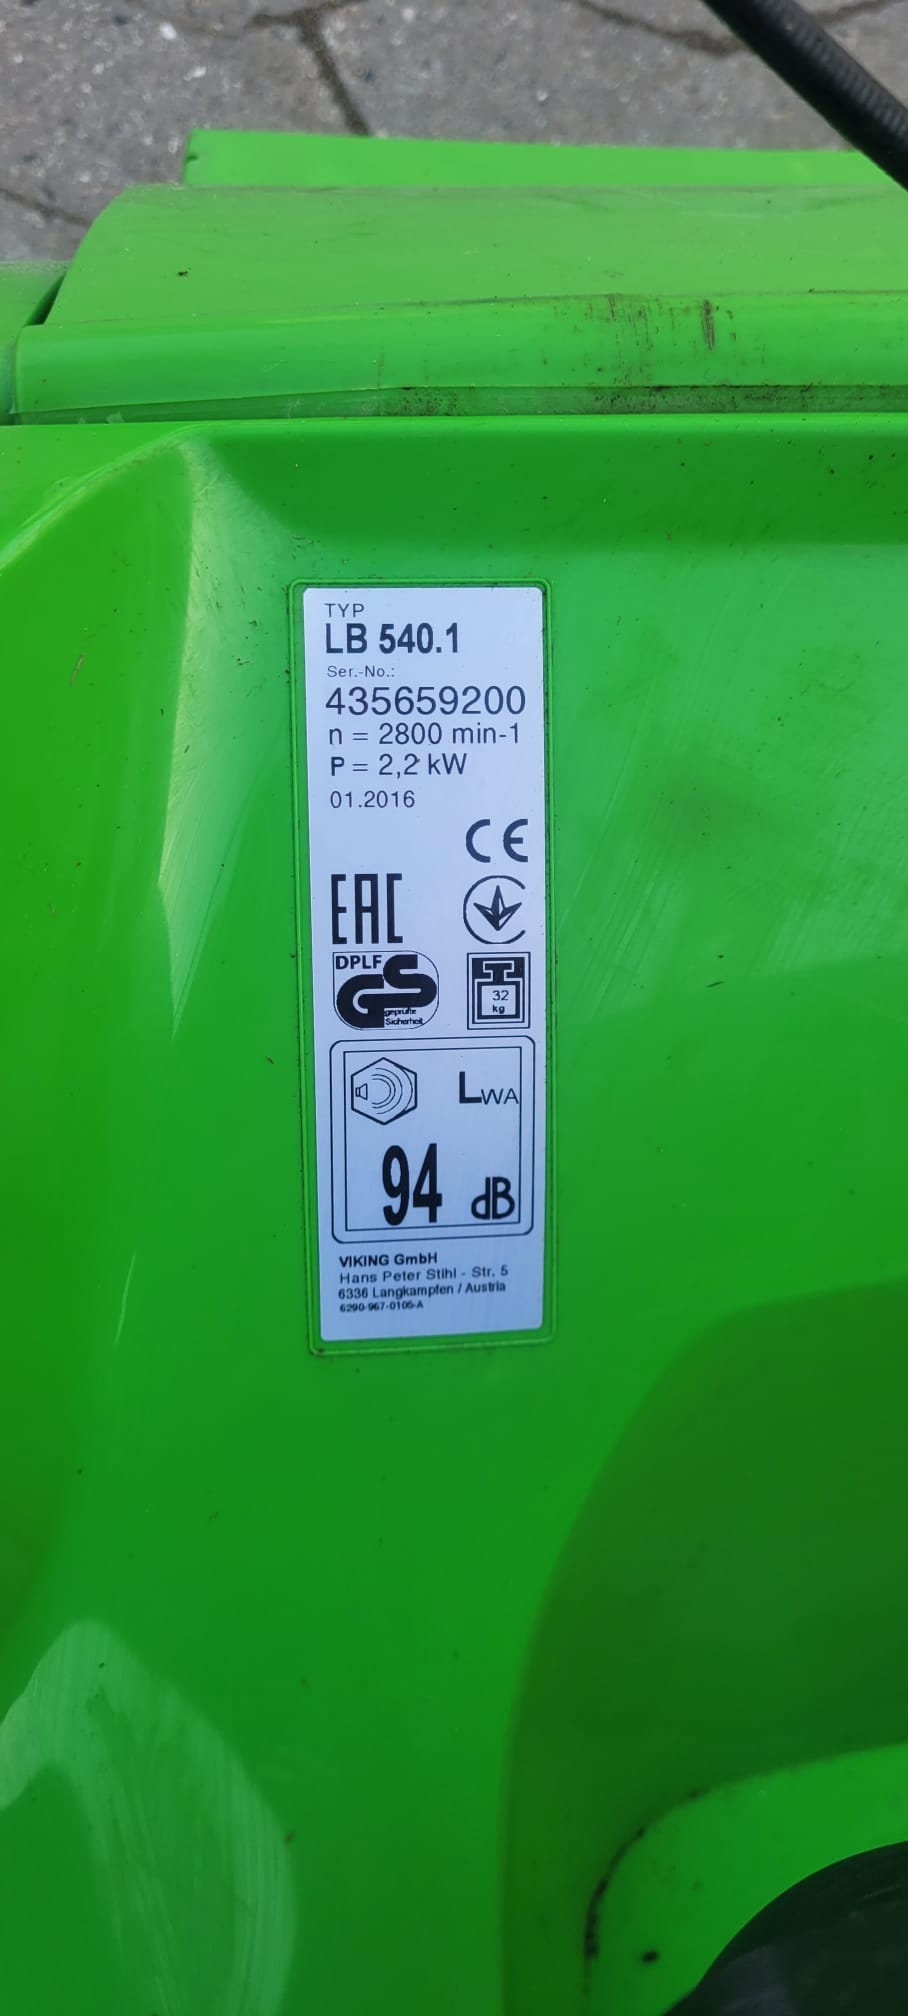 TYP
LB 540.1
Ser.-No.:
435659200
n = 2800 min-1
P = 2,2 kW
01.2016
CE
EAC
DPLF
GS
geprüfte
Sicherheit
32
kg
LWA
94 dB
VIKING GmbH
Hans Peter Stihl - Str. 5
6336 Langkampfen / Austria
6290-967-0105-A